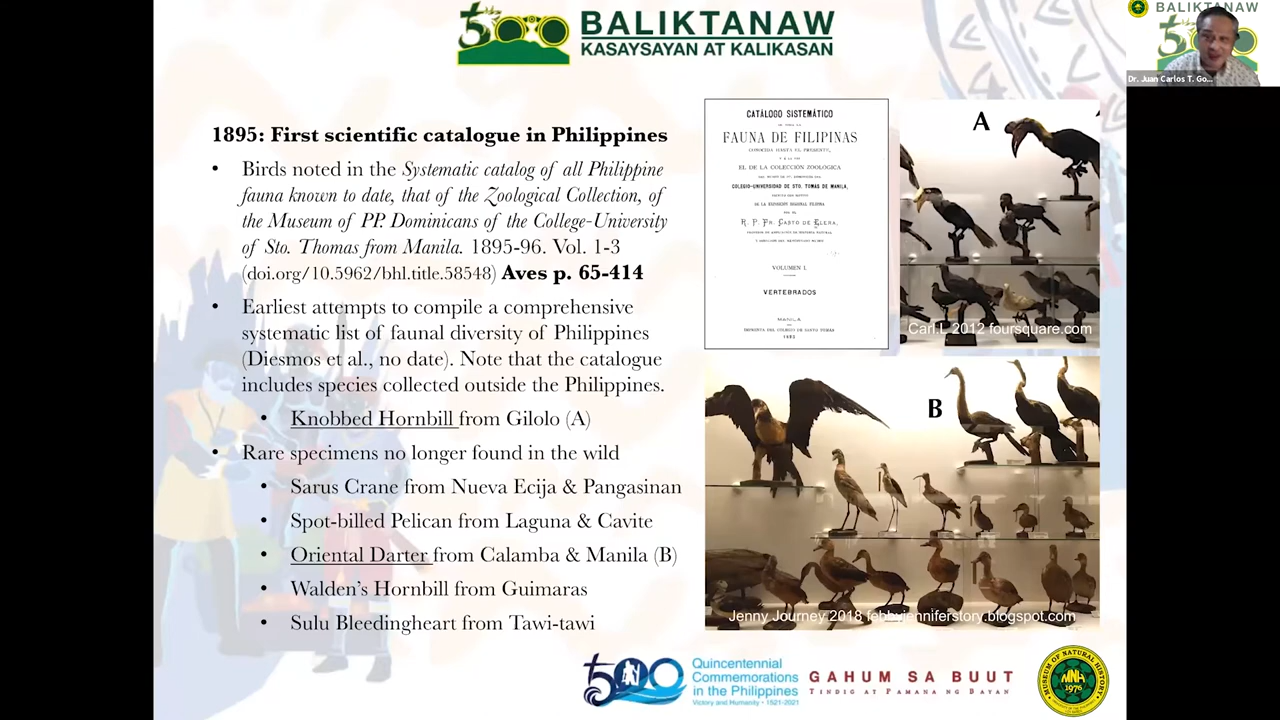 500 BALIKTANAW
KASAYSAYAN AT KALIKASAN
BALIKTANAW
500
Dr. Juan Carlos T. Go...
1895: First scientific catalogue in Philippines
• Birds noted in the Systematic catalog of all Philippine
fauna known to date, that of the Zoological Collection, of
the Museum of PP Dominicans of the College-University
of Sto. Thomas from Manila. 1895-96. Vol. 1-3
(doi.org/10.5962/bhl.title.58548) Aves p. 65-414
• Earliest attempts to compile a comprehensive
systematic list of faunal diversity of Philippines
(Diesmos et al., no date). Note that the catalogue
includes species collected outside the Philippines.
• Knobbed Hornbill from Gilolo (A)
• Rare specimens no longer found in the wild
• Sarus Crane from Nueva Ecija & Pangasinan
• Spot-billed Pelican from Laguna & Cavite
• Oriental Darter from Calamba & Manila (B)
• Walden's Hornbill from Guimaras
• Sulu Bleedingheart from Tawi-tawi
CATÁLOGO SISTEMÁTICO
FAUNA DE FILIPINAS
EL DE LA COLECCIÓN ZOOLÓGICA
COLEGIO-UNIVERSIDAD DE STO. TOMAS DE MANILA,
R. P. Fr. CASTO DE ELERA,
VOLUMEN I.
VERTEBRADOS
MANILA
IMPRENTA DEL COLEGIO DE SANTO TOMAS
A
Carl.L 2012 foursquare.com
B
Jenny Journey 2018 febbyjenniferstory.blogspot.com
500 Quincentennial
Commemorations
in the Philippines
Victory and Humanity • 1521-2021
GAHUM SA BUUT
TINDIG AT PAMANA NG BAYAN
MUSEUM OF NATURAL HISTORY
MNH
1976